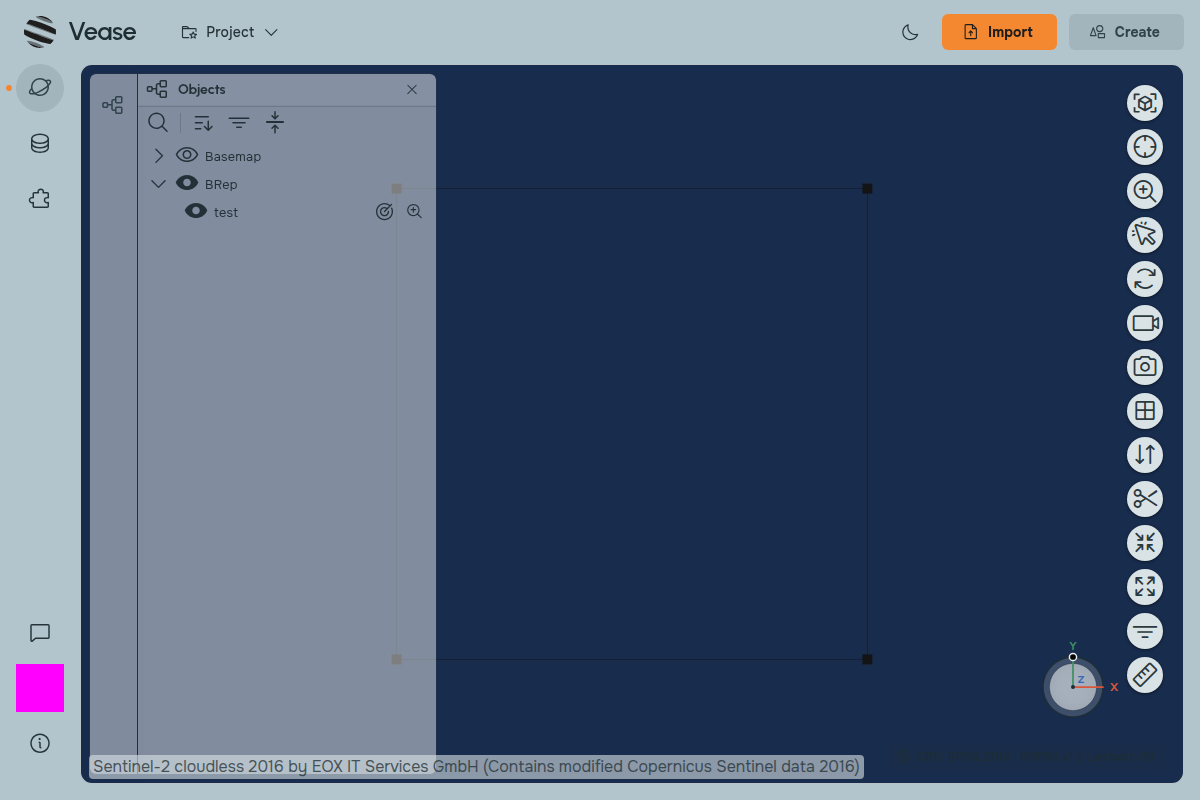 Vease
Project
Import
Create
Objects
Basemap
BRep
test
Y
Z
X
Sentinel-2 cloudless 2016 by EOX IT Services GmbH (Contains modified Copernicus Sentinel data 2016)